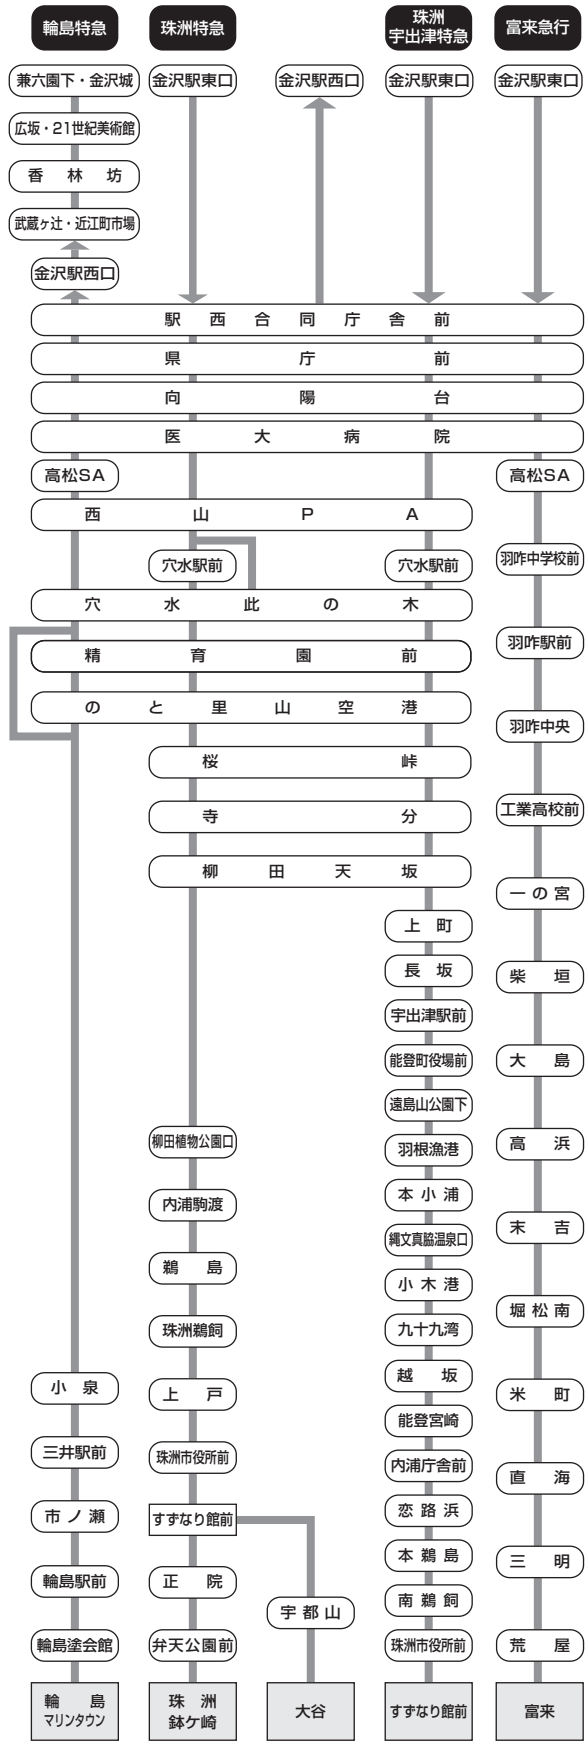 輪島特急
珠洲特急
珠洲
宇出津特急
富来急行
兼六園下・金沢城
金沢駅東口
金沢駅西口
金沢駅東口
金沢駅東口
広坂・21世紀美術館
香林坊
武蔵ヶ辻・近江町市場
金沢駅西口
駅西合同庁舎前
県庁前
向陽台
医大病院
高松SA
高松SA
西山PA
穴水駅前
穴水駅前
羽咋中学校前
穴水此の木
精育園前
羽咋駅前
のと里山空港
羽咋中央
桜峠
寺分
工業高校前
柳田天坂
一の宮
上町
長坂
柴垣
宇出津駅前
能登町役場前
大島
遠島山公園下
柳田植物公園口
羽根漁港
高浜
内浦駒渡
本小浦
末吉
縄文真脇温泉口
鵜島
小木港
堀松南
珠洲鵜飼
九十九湾
小泉
上戸
越坂
米町
能登宮崎
三井駅前
珠洲市役所前
内浦庁舎前
直海
市ノ瀬
すずなり館前
恋路浜
本鵜島
三明
輪島駅前
正院
南鵜飼
宇都山
輪島塗会館
弁天公園前
珠洲市役所前
荒屋
輪島
マリンタウン
珠洲
鉢ケ崎
大谷
すずなり館前
富来